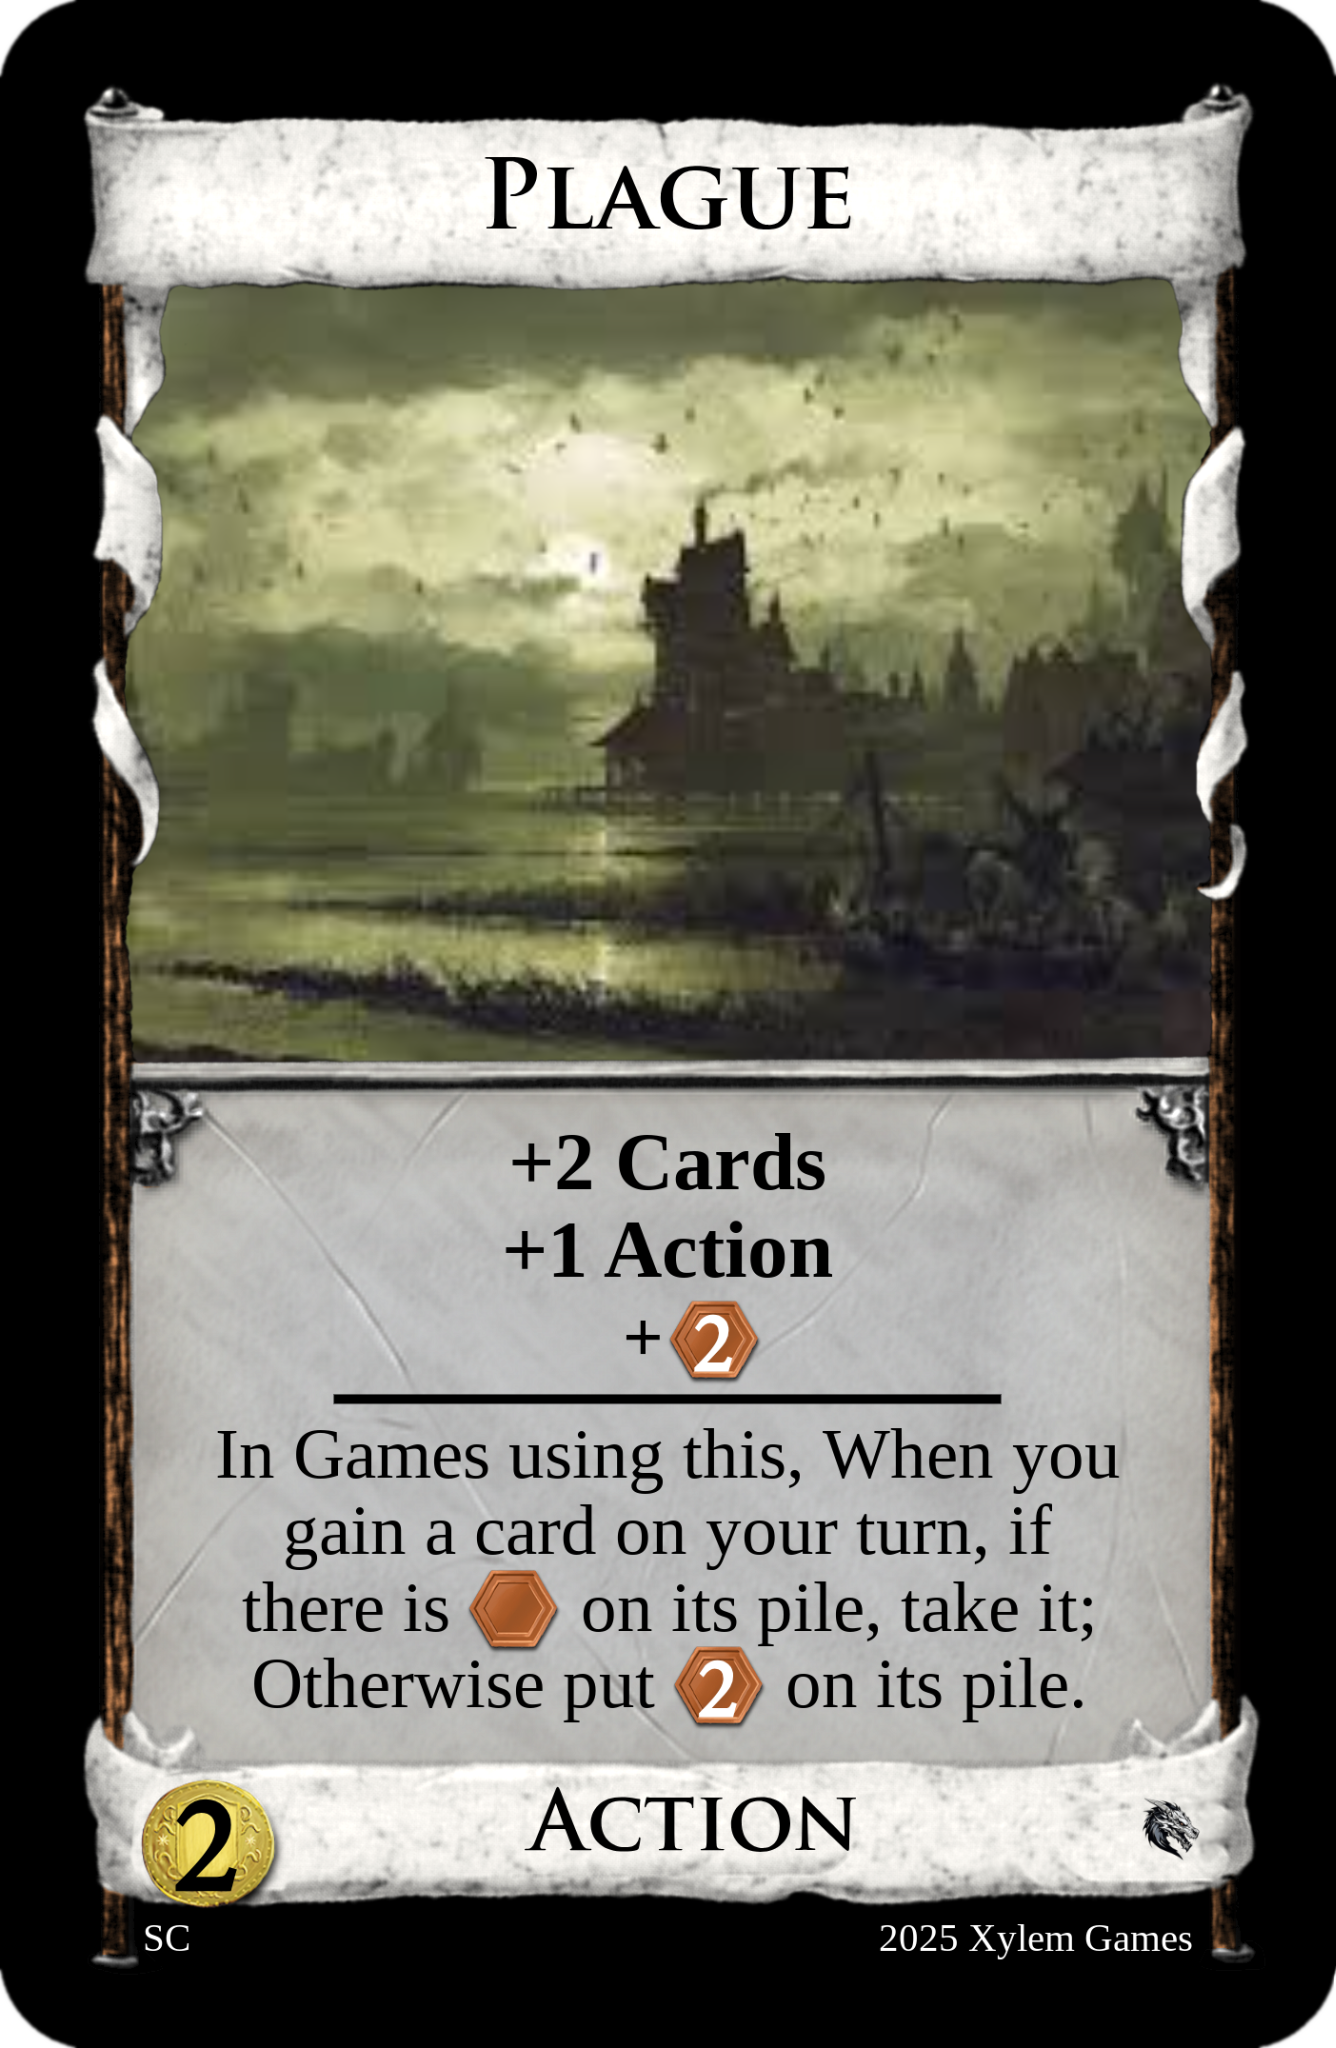 PLAGUE
+2 Cards
+1 Action
+ 2
In Games using this, When you
gain a card on your turn, if
there is on its pile, take it;
Otherwise put 2 on its pile.
2 ACTION
SC 2025 Xylem Games